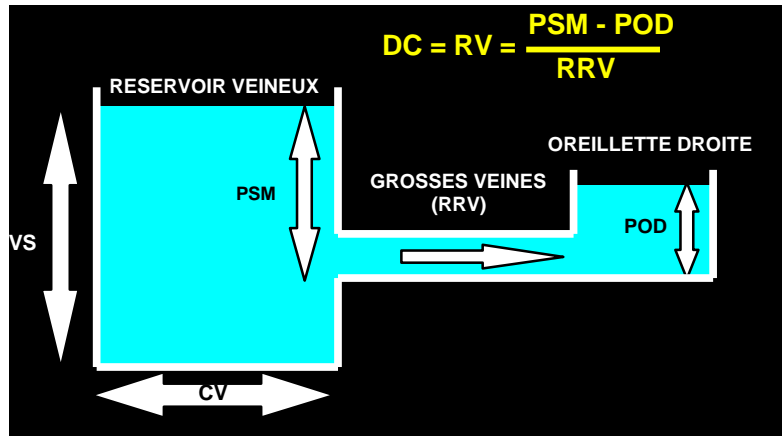 DC = RV = PSM - POD
RRV
RESERVOIR VEINEUX
OREILLETTE DROITE
GROSSES VEINES
(RRV)
PSM
POD
VS
CV